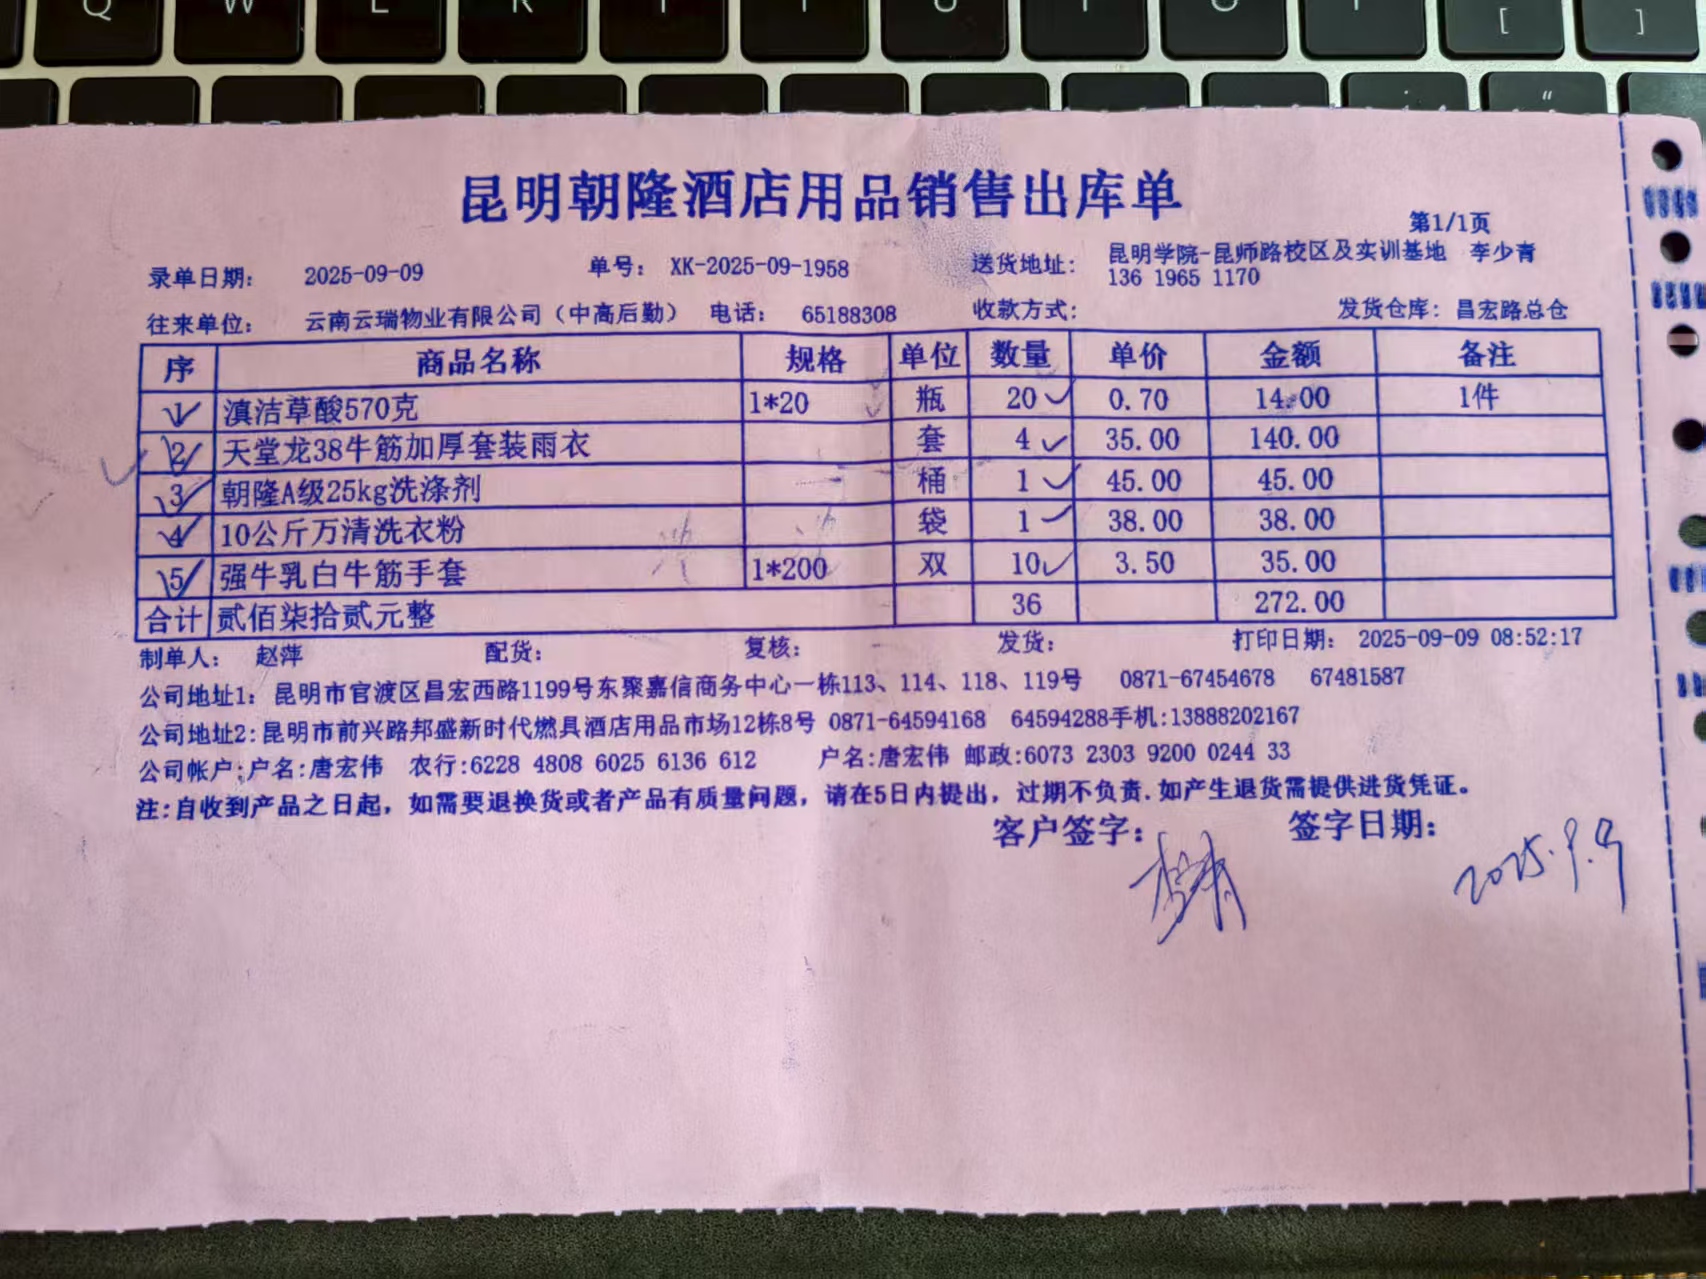 Q W E R
[ ]
昆明朝隆酒店用品销售出库单
第1/1页
录单日期: 2025-09-09 单号: XK-2025-09-1958 送货地址: 昆明学院-昆师路校区及实训基地 李少青
136 1965 1170
往来单位: 云南云瑞物业有限公司（中高后勤） 电话: 65188308 收款方式: 发货仓库: 昌宏路总仓
序 商品名称 规格 单位 数量 单价 金额 备注
1 滇洁草酸570克 1*20 瓶 20 0.70 14.00 1件
2 天堂龙38牛筋加厚套装雨衣 套 4 35.00 140.00
3 朝隆A级25kg洗涤剂 桶 1 45.00 45.00
4 10公斤万清洗衣粉 袋 1 38.00 38.00
5 强牛乳白牛筋手套 1*200 双 10 3.50 35.00
合计 贰佰柒拾贰元整 36 272.00
制单人: 赵萍 配货: 复核: 发货: 打印日期: 2025-09-09 08:52:17
公司地址1: 昆明市官渡区昌宏西路1199号东聚嘉信商务中心一栋113、114、118、119号 0871-67454678 67481587
公司地址2:昆明市前兴路邦盛新时代燃具酒店用品市场12栋8号 0871-64594168 64594288手机:13888202167
公司帐户:户名:唐宏伟 农行:6228 4808 6025 6136 612 户名:唐宏伟 邮政:6073 2303 9200 0244 33
注:自收到产品之日起，如需要退换货或者产品有质量问题，请在5日内提出，过期不负责.如产生退货需提供进货凭证。
客户签字: 签字日期:
2025.9.9